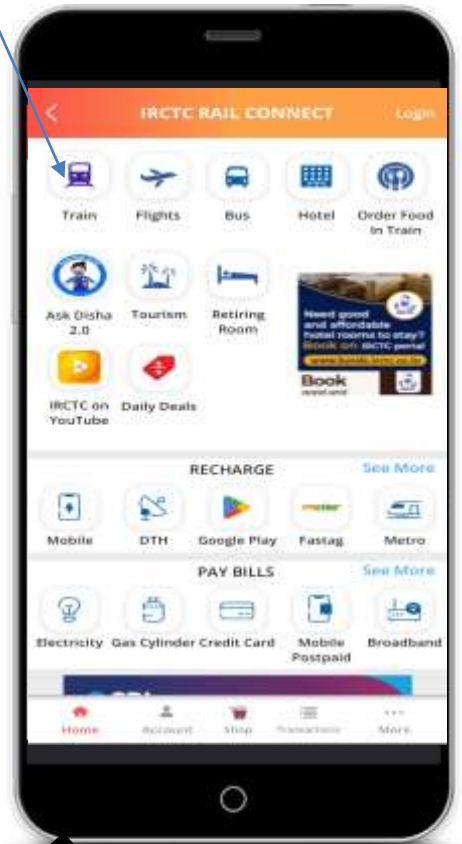 IRCTC RAIL CONNECT Login
Train Flights Bus Hotel Order Food
In Train
Ask Disha Tourism Retiring
2.0 Room
Need good
and affordable
hotel rooms to stay?
Book on IRCTC portal
Book
IRCTC on Daily Deals
YouTube
RECHARGE See More
Mobile DTH Google Play Fastag Metro
PAY BILLS See More
Electricity Gas Cylinder Credit Card Mobile Broadband
Postpaid
Home Account Shop Transactions More